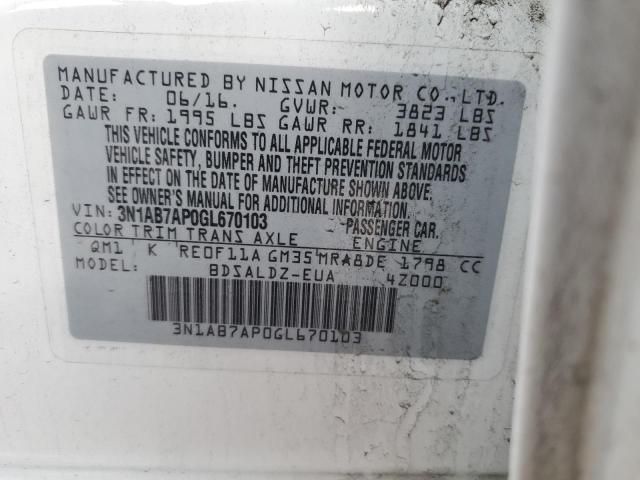 MANUFACTURED BY NISSAN MOTOR CO., LTD.
DATE: 06/16. GVWR: 3823 LBS
GAWR FR: 1995 LBS GAWR RR: 1841 LBS
THIS VEHICLE CONFORMS TO ALL APPLICABLE FEDERAL MOTOR
VEHICLE SAFETY, BUMPER AND THEFT PREVENTION STANDARDS
IN EFFECT ON THE DATE OF MANUFACTURE SHOWN ABOVE.
SEE OWNER'S MANUAL FOR ADDITIONAL INFORMATION.
VIN: 3N1AB7AP0GL670103 PASSENGER CAR.
COLOR TRIM TRANS AXLE ENGINE
QM1 K RE0F11A GM35 MRA8DE 1798 CC
MODEL: BDSALDZ-EUA 4Z000
3N1AB7AP0GL670103